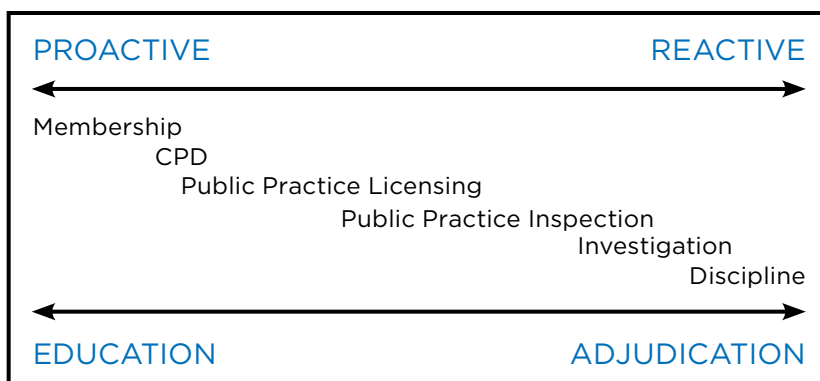 PROACTIVE REACTIVE
Membership
CPD
Public Practice Licensing
Public Practice Inspection
Investigation
Discipline
EDUCATION ADJUDICATION